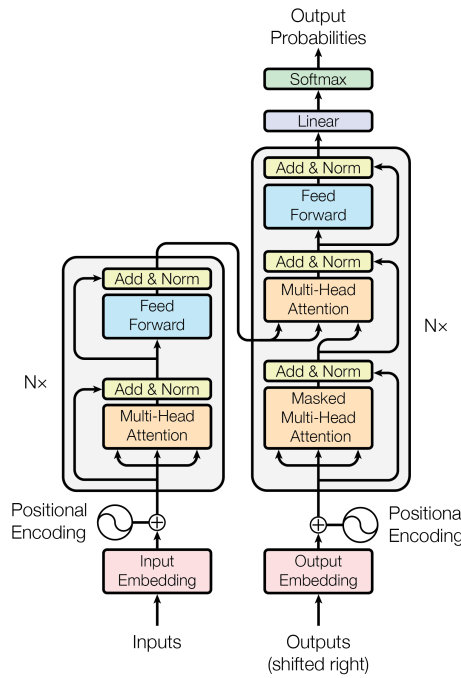 Output
Probabilities
Softmax
Linear
Add & Norm
Feed
Forward
Add & Norm
Multi-Head
Attention
Nx
Add & Norm
Masked
Multi-Head
Attention
Add & Norm
Feed
Forward
Nx
Add & Norm
Multi-Head
Attention
Positional
Encoding
Positional
Encoding
Input
Embedding
Output
Embedding
Inputs
Outputs
(shifted right)